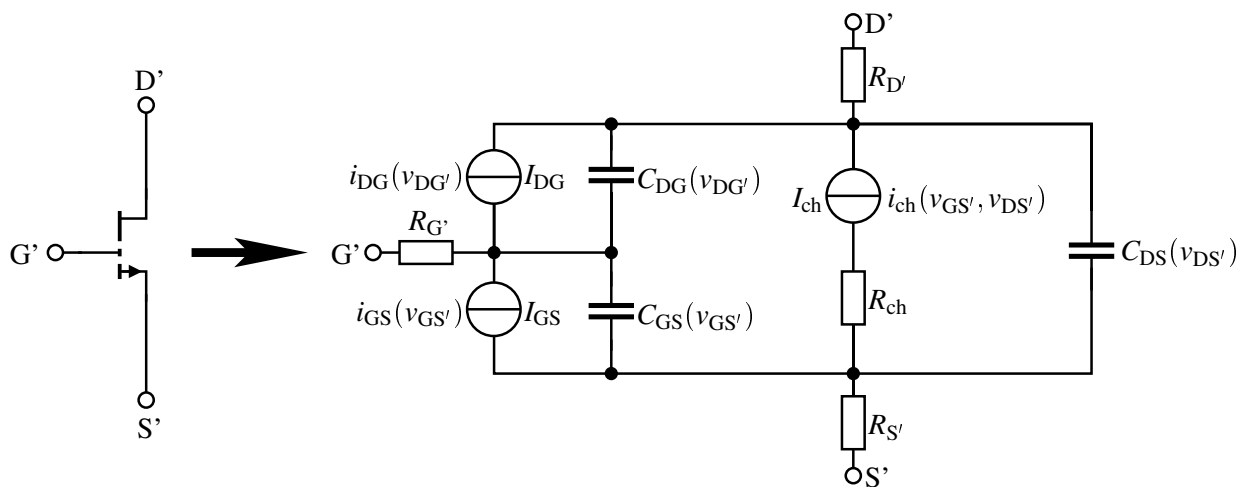 D’
G’
S’
D’
R_D′
i_DG(v_DG′) I_DG
C_DG(v_DG′)
I_ch i_ch(v_GS′, v_DS′)
R_G’
G’
C_DS(v_DS′)
i_GS(v_GS′) I_GS
C_GS(v_GS′)
R_ch
R_S′
S’